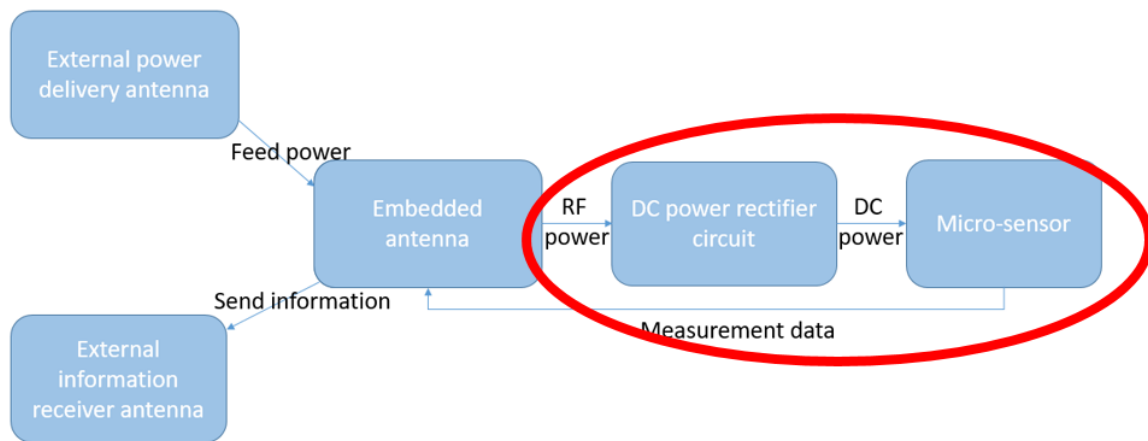 External power
delivery antenna
Feed power
Embedded
antenna
RF
power
DC power rectifier
circuit
DC
power
Micro-sensor
Send information
Measurement data
External
information
receiver antenna